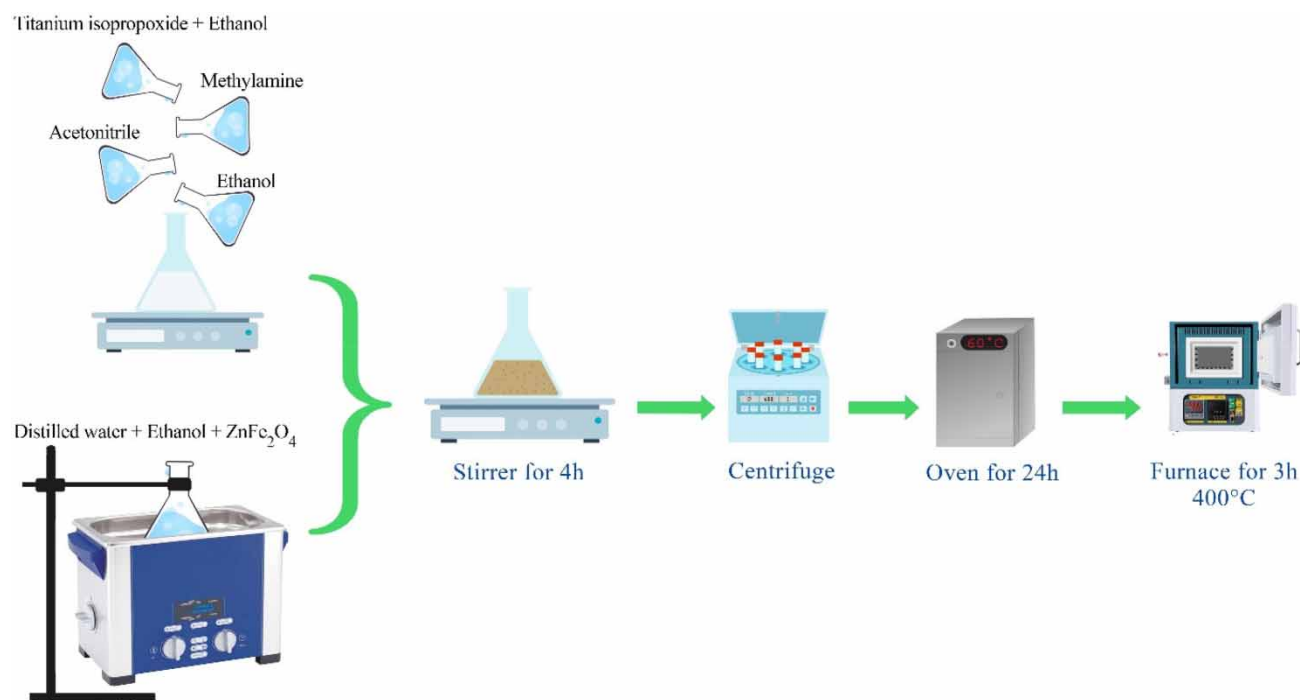 Titanium isopropoxide + Ethanol
Methylamine
Acetonitrile
Ethanol
Distilled water + Ethanol + ZnFe₂O₄
60°C
Stirrer for 4h
Centrifuge
Oven for 24h
Furnace for 3h
400°C